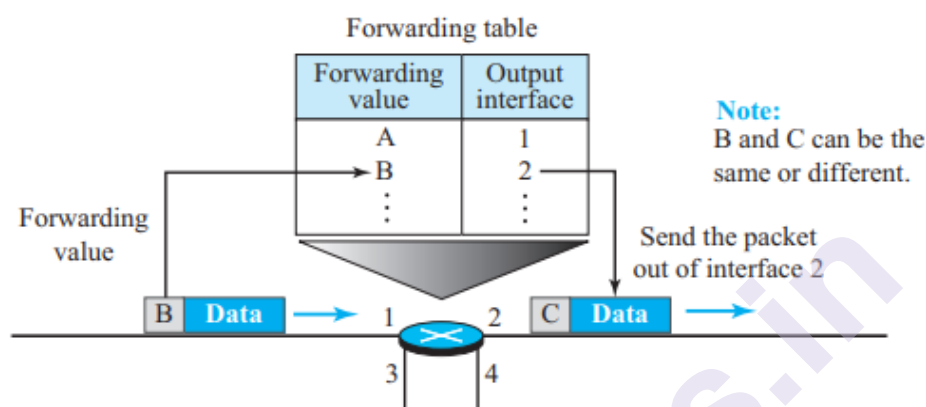 Forwarding table
Forwarding value
Output interface
A
1
B
2
Note:
B and C can be the
same or different.
Forwarding
value
Send the packet
out of interface 2
B
Data
1
2
C
Data
3
4
s.in